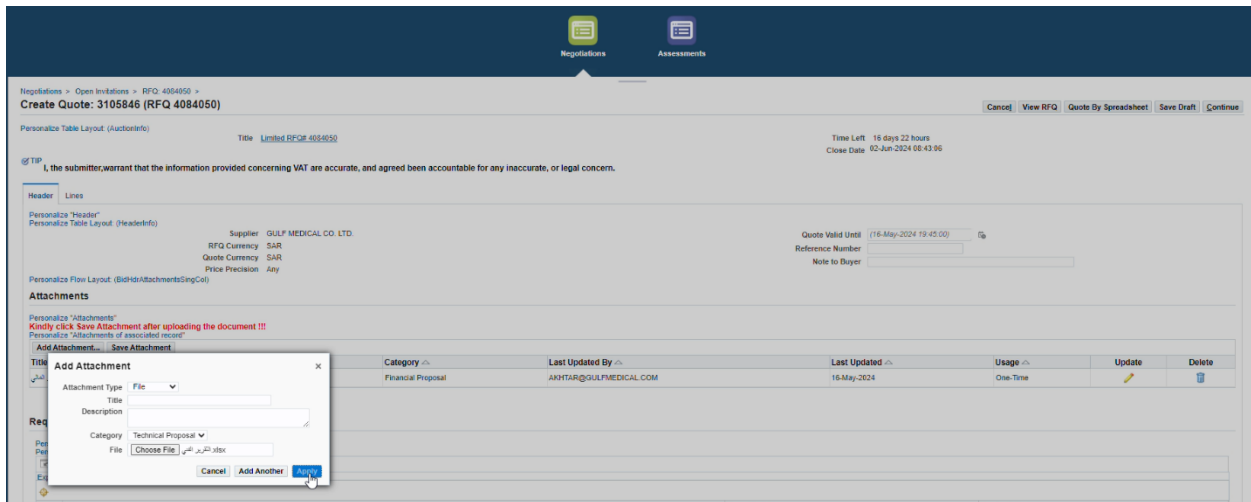 Negotiations
Assessments
Negotiations > Open Invitations > RFQ: 4084050 >
Create Quote: 3105846 (RFQ 4084050)
Cancel View RFQ Quote By Spreadsheet Save Draft Continue
Personalize Table Layout: (AuctionInfo)
Title Limited RFQ# 4084050
Time Left 16 days 22 hours
Close Date 02-Jun-2024 08:43:06
TIP
I, the submitter,warrant that the information provided concerning VAT are accurate, and agreed been accountable for any inaccurate, or legal concern.
Header Lines
Personalize "Header"
Personalize Table Layout: (HeaderInfo)
Supplier GULF MEDICAL CO. LTD.
RFQ Currency SAR
Quote Currency SAR
Price Precision Any
Quote Valid Until (16-May-2024 19:45:00)
Reference Number
Note to Buyer
Personalize Flow Layout: (BidHdrAttachmentsSingCol)
Attachments
Personalize "Attachments"
Kindly click Save Attachment after uploading the document !!!
Personalize "Attachments of associated record"
Add Attachment... Save Attachment
Title Category Last Updated By Last Updated Usage Update Delete
Financial Proposal AKHTAR@GULFMEDICAL.COM 16-May-2024 One-Time
Add Attachment
Attachment Type File
Title
Description
Category Technical Proposal
File Choose File التقرير الفني.xlsx
Cancel Add Another Apply
Req
Per
Per